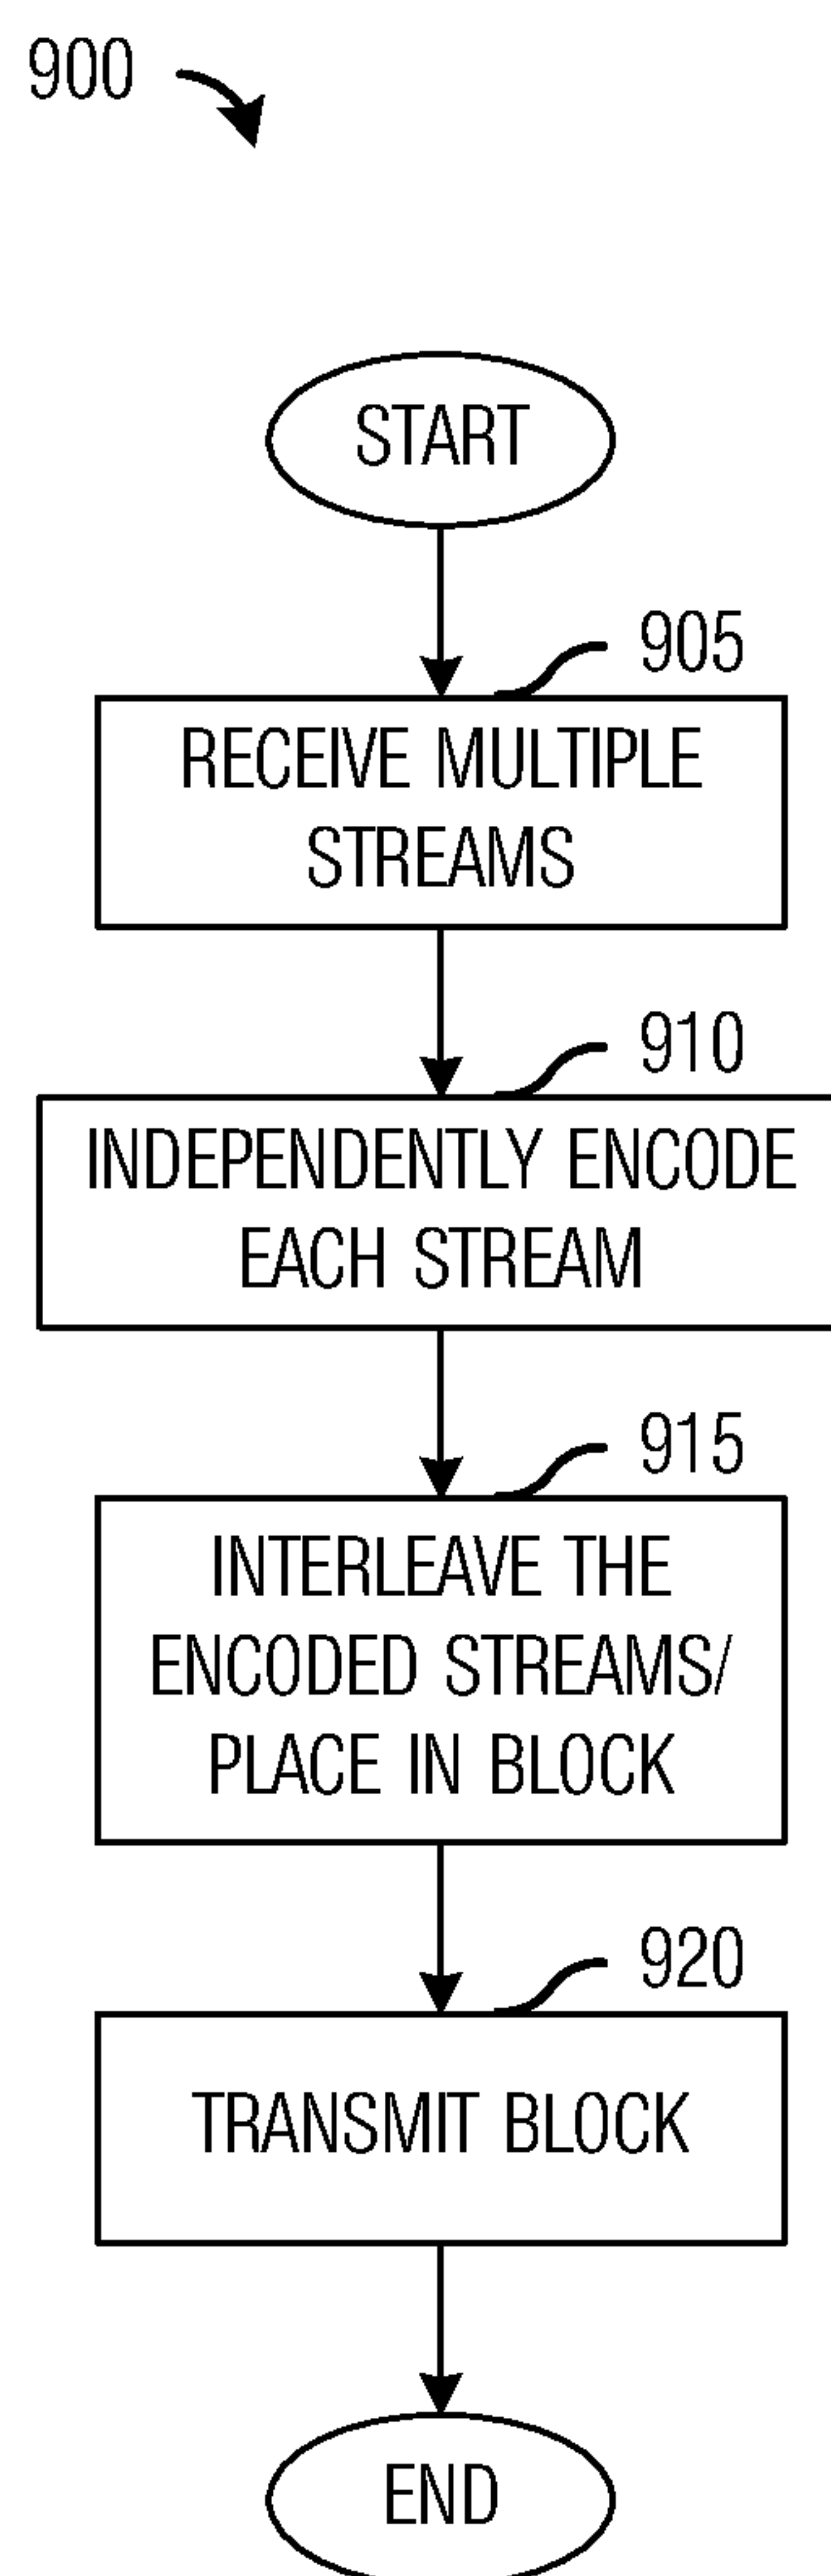 900
START
905
RECEIVE MULTIPLE
STREAMS
910
INDEPENDENTLY ENCODE
EACH STREAM
915
INTERLEAVE THE
ENCODED STREAMS/
PLACE IN BLOCK
920
TRANSMIT BLOCK
END